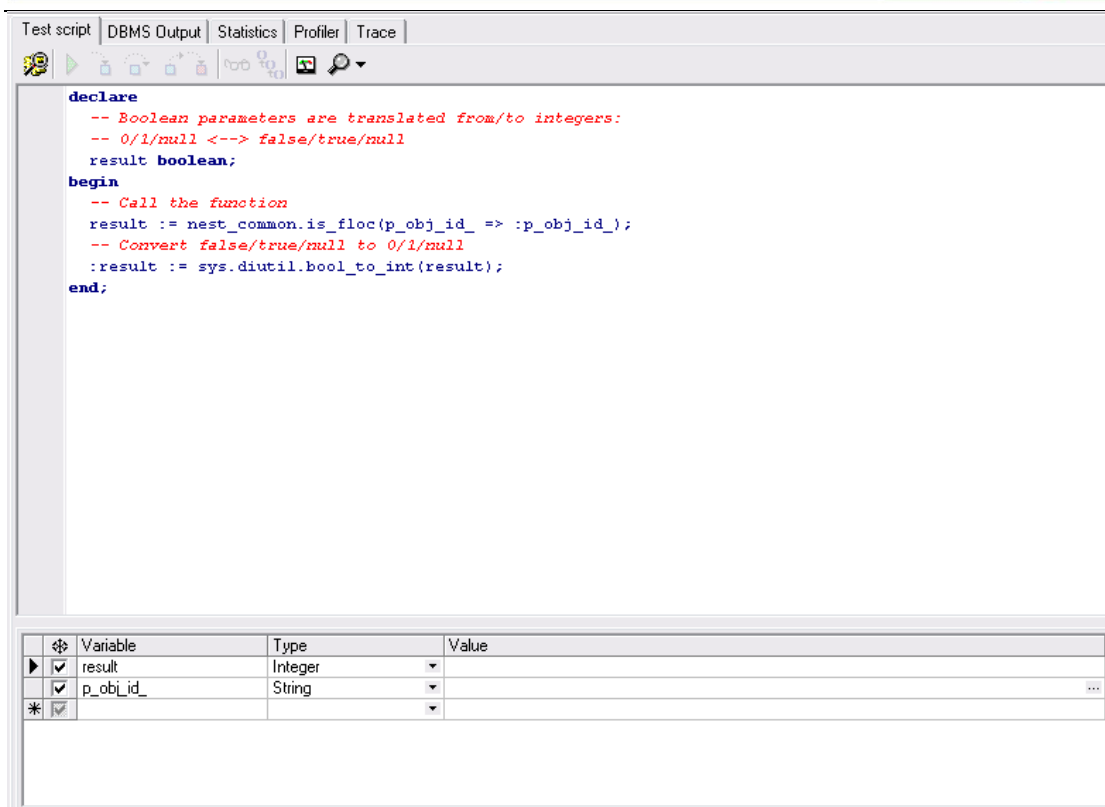 Test script DBMS Output Statistics Profiler Trace
declare
-- Boolean parameters are translated from/to integers:
-- 0/1/null <--> false/true/null
result boolean;
begin
-- Call the function
result := nest_common.is_floc(p_obj_id_ => :p_obj_id_);
-- Convert false/true/null to 0/1/null
:result := sys.diutil.bool_to_int(result);
end;
Variable Type Value
result Integer
p_obj_id_ String